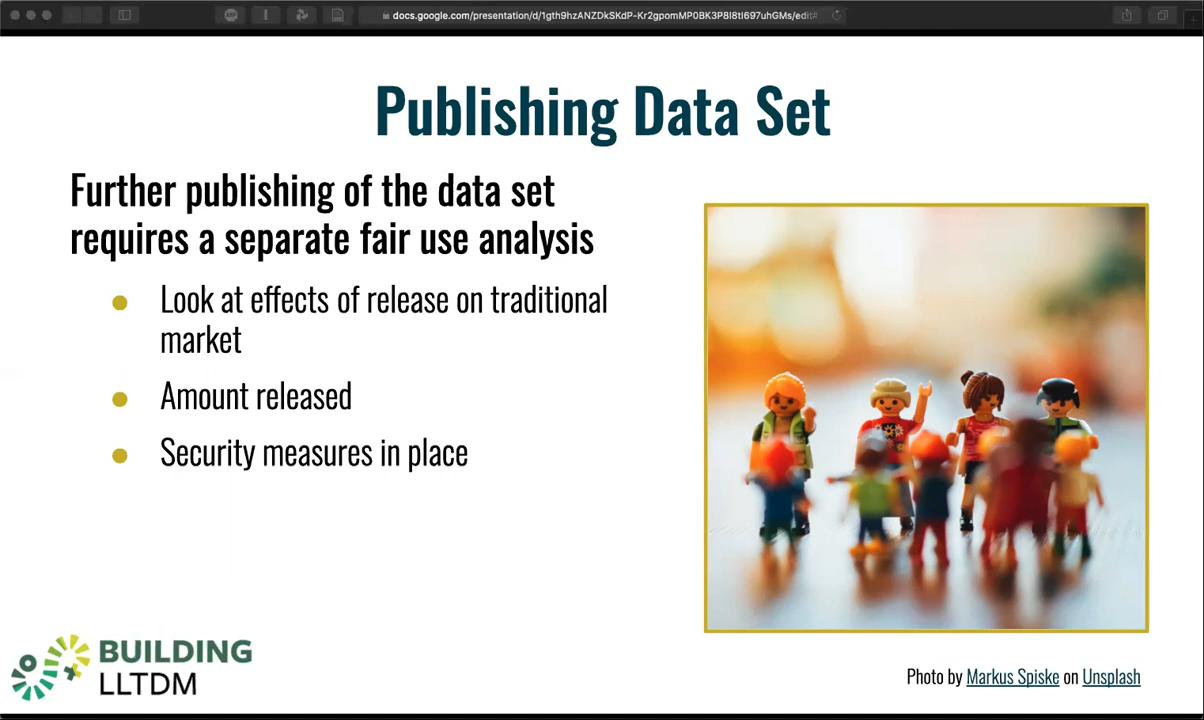 docs.google.com/presentation/d/1gth9hzANZDkSKdP-Kr2gpomMP0BK3P8I8tI697uhGMs/edit#
Publishing Data Set
Further publishing of the data set
requires a separate fair use analysis
Look at effects of release on traditional
market
Amount released
Security measures in place
BUILDING
LLTDM
Photo by Markus Spiske on Unsplash